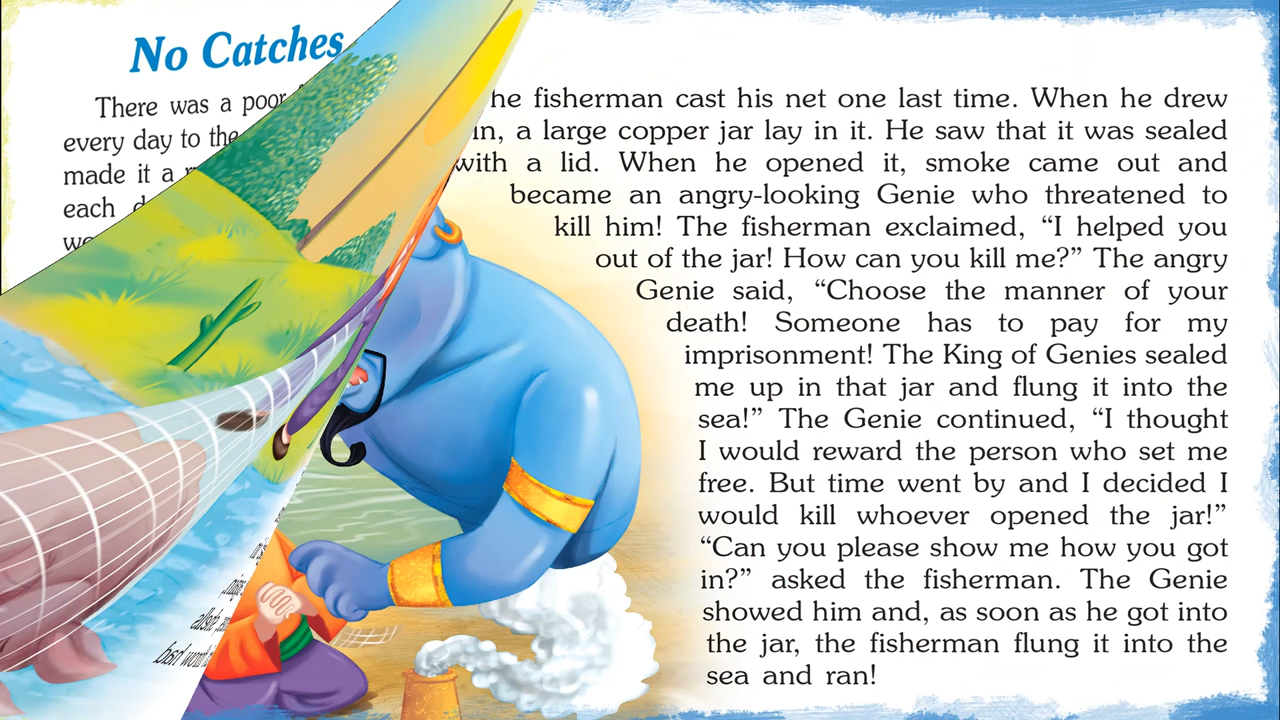 No Catches
There was a poor
every day to the
made it a
each
he fisherman cast his net one last time. When he drew
in, a large copper jar lay in it. He saw that it was sealed
with a lid. When he opened it, smoke came out and
became an angry-looking Genie who threatened to
kill him! The fisherman exclaimed, “I helped you
out of the jar! How can you kill me?” The angry
Genie said, “Choose the manner of your
death! Someone has to pay for my
imprisonment! The King of Genies sealed
me up in that jar and flung it into the
sea!” The Genie continued, “I thought
I would reward the person who set me
free. But time went by and I decided I
would kill whoever opened the jar!”
“Can you please show me how you got
in?” asked the fisherman. The Genie
showed him and, as soon as he got into
the jar, the fisherman flung it into the
sea and ran!